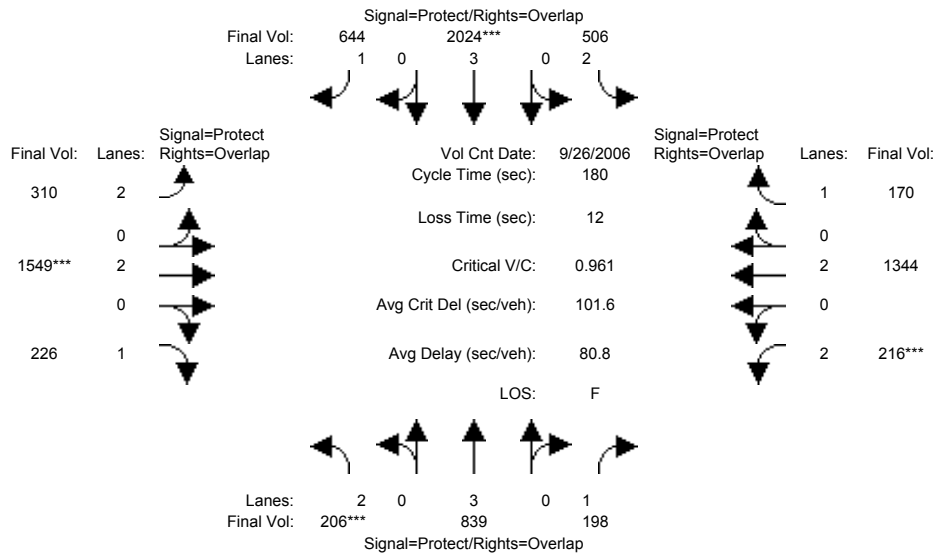 Signal=Protect/Rights=Overlap
Final Vol: 644 2024*** 506
Lanes: 1 0 3 0 2
Signal=Protect
Final Vol: Lanes: Rights=Overlap
Vol Cnt Date: 9/26/2006
Signal=Protect
Rights=Overlap Lanes: Final Vol:
Cycle Time (sec): 180
310 2
1 170
Loss Time (sec): 12
0
0
1549*** 2
Critical V/C: 0.961
2 1344
0
Avg Crit Del (sec/veh): 101.6
0
226 1
Avg Delay (sec/veh): 80.8
2 216***
LOS: F
Lanes: 2 0 3 0 1
Final Vol: 206*** 839 198
Signal=Protect/Rights=Overlap